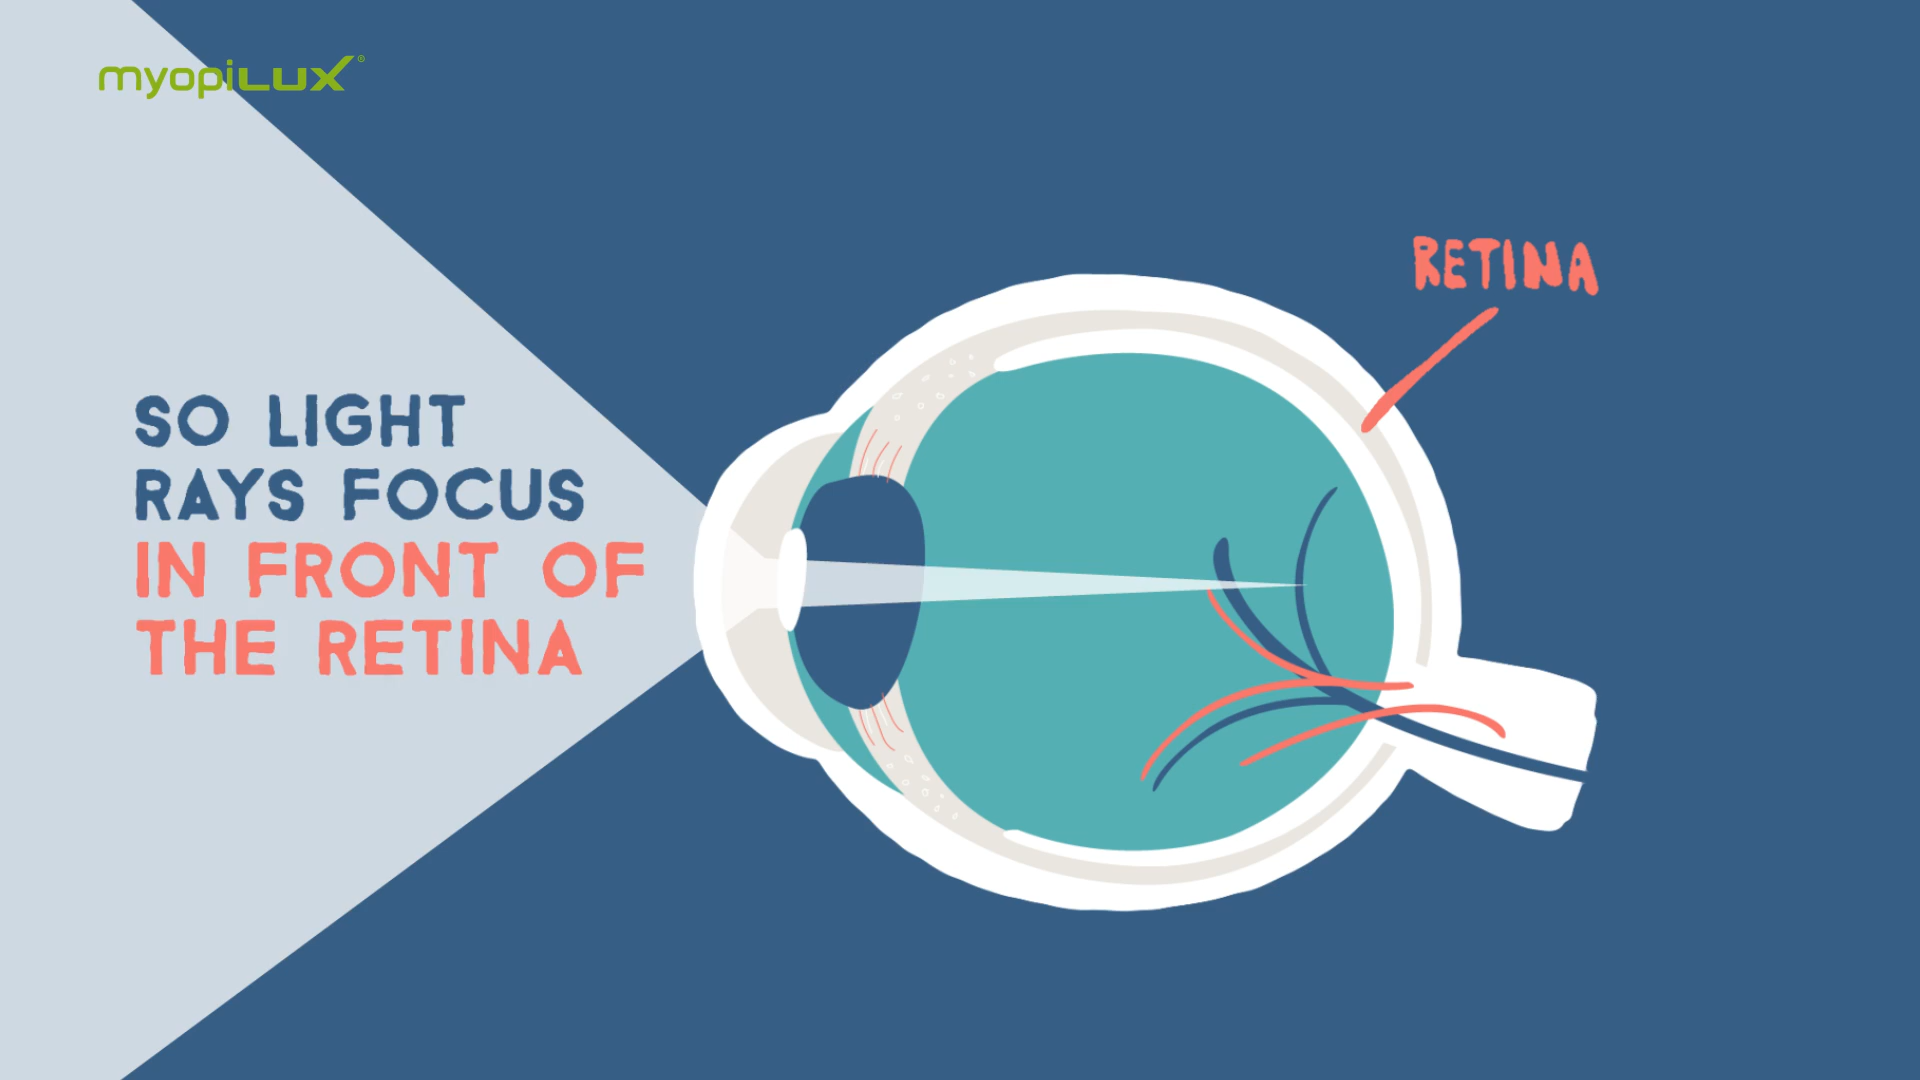 myopilux®
SO LIGHT
RAYS FOCUS
IN FRONT OF
THE RETINA
RETINA